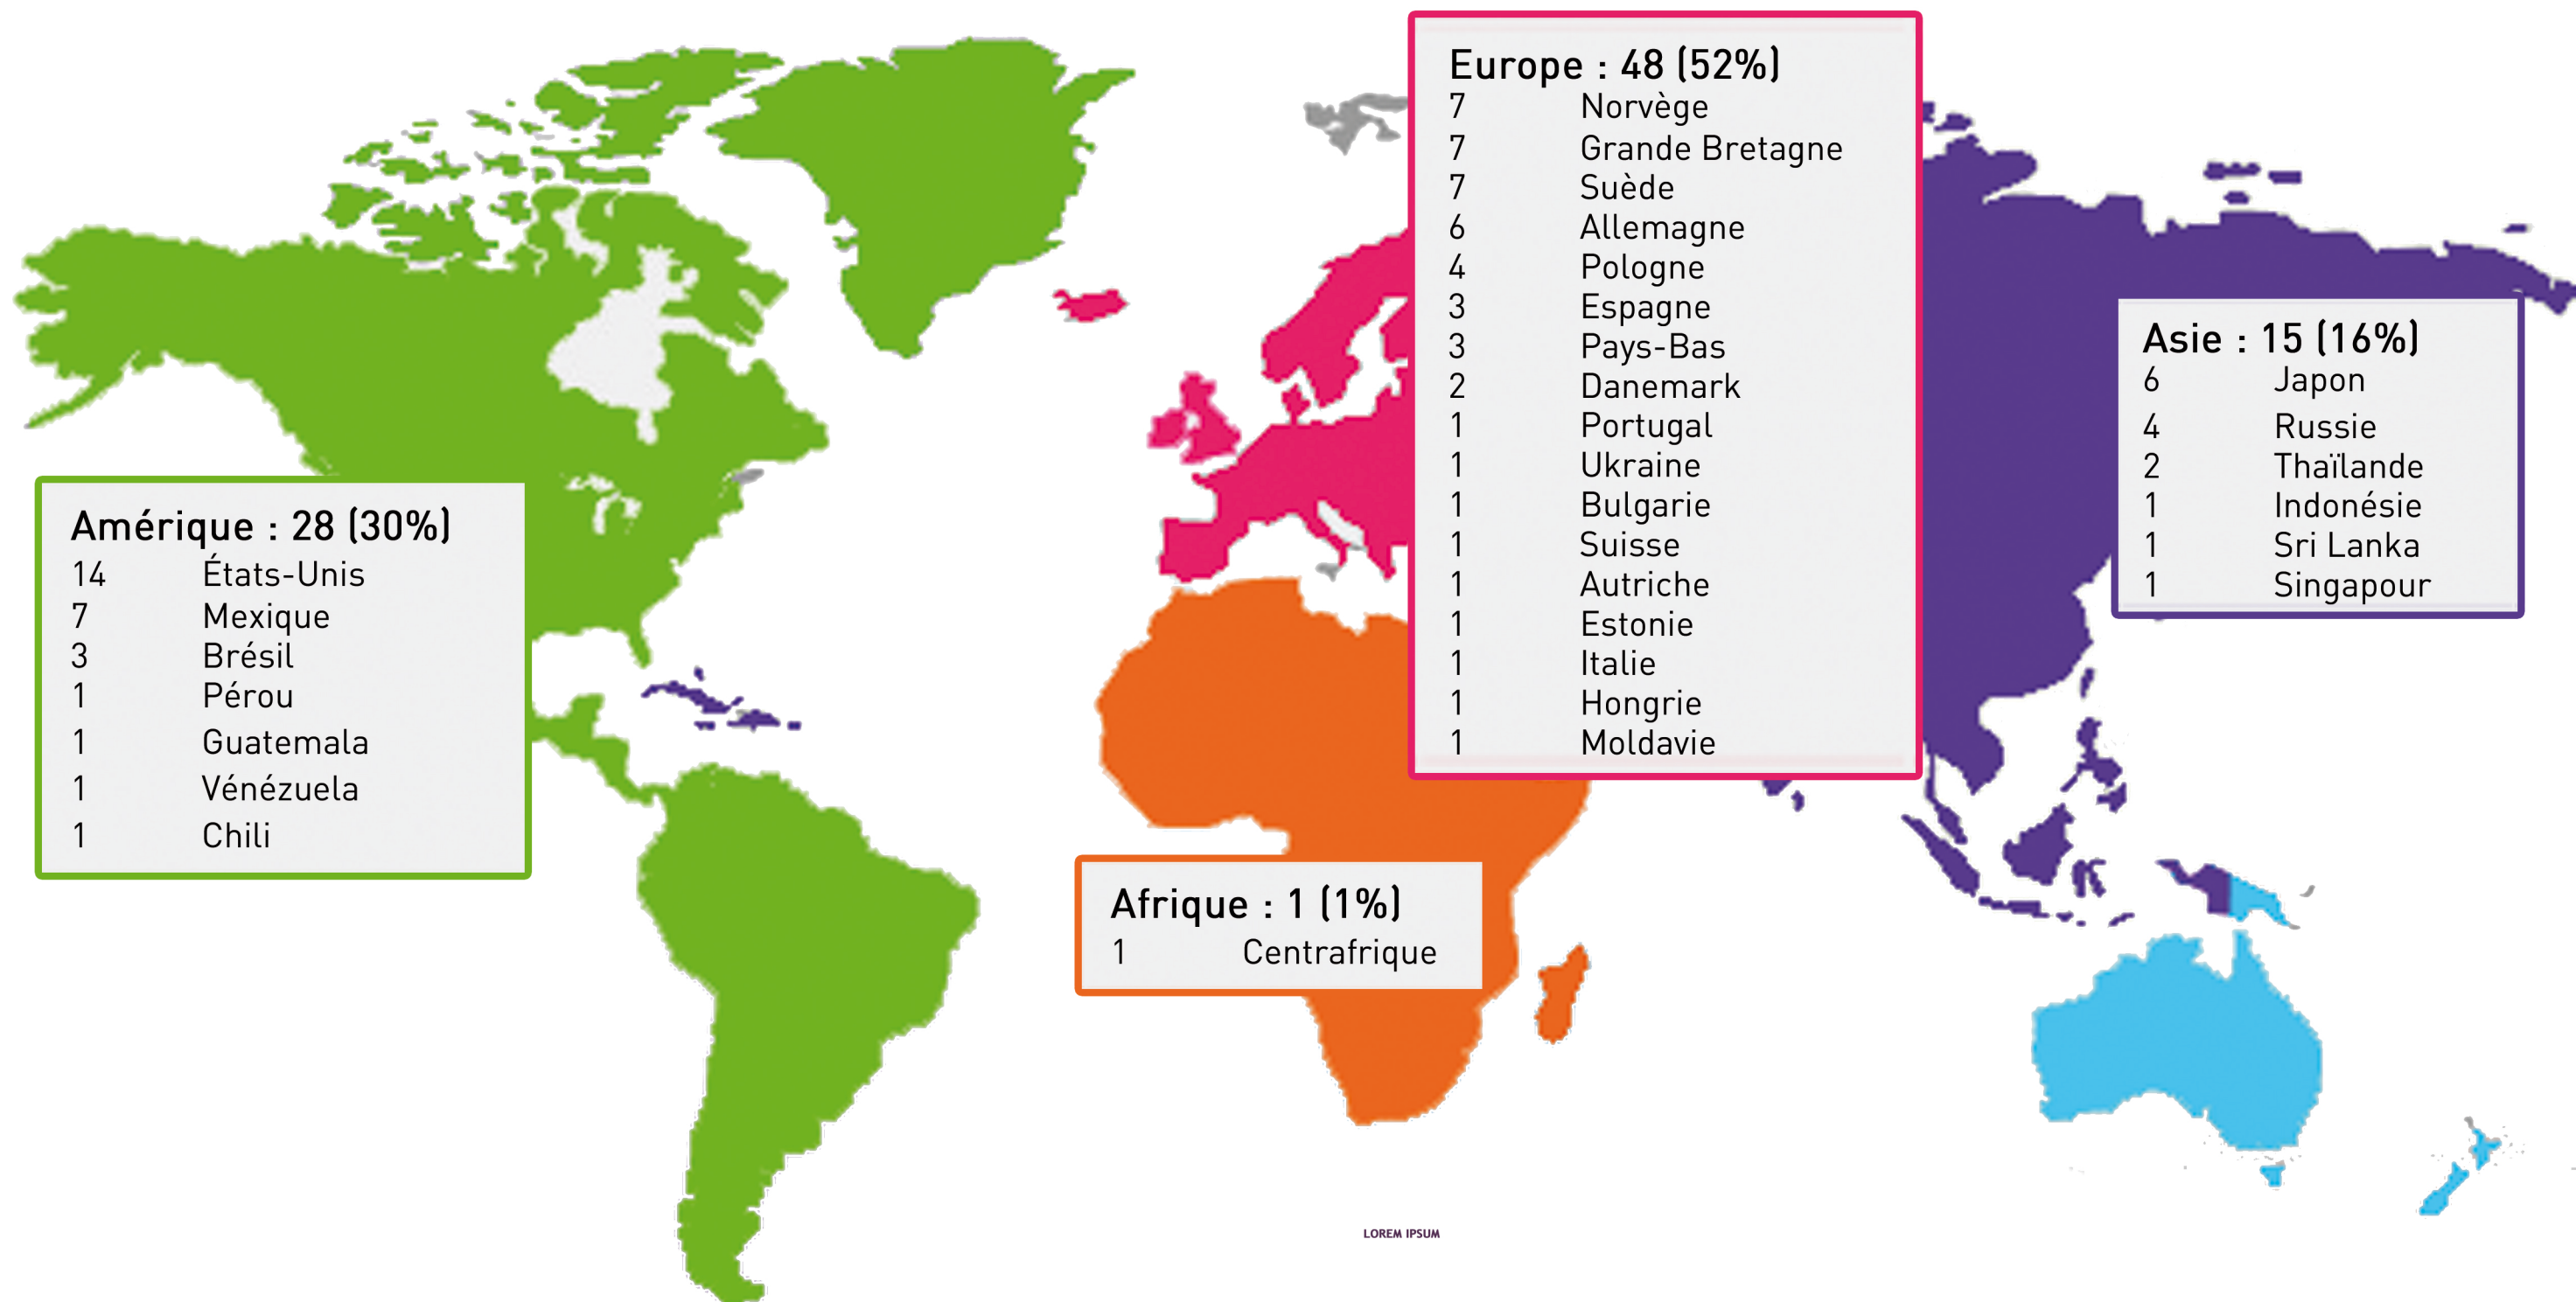 Europe : 48 (52%)
7 Norvège
7 Grande Bretagne
7 Suède
6 Allemagne
4 Pologne
3 Espagne
3 Pays-Bas
2 Danemark
1 Portugal
1 Ukraine
1 Bulgarie
1 Suisse
1 Autriche
1 Estonie
1 Italie
1 Hongrie
1 Moldavie
Asie : 15 (16%)
6 Japon
4 Russie
2 Thaïlande
1 Indonésie
1 Sri Lanka
1 Singapour
Amérique : 28 (30%)
14 États-Unis
7 Mexique
3 Brésil
1 Pérou
1 Guatemala
1 Vénézuela
1 Chili
Afrique : 1 (1%)
1 Centrafrique
LOREM IPSUM